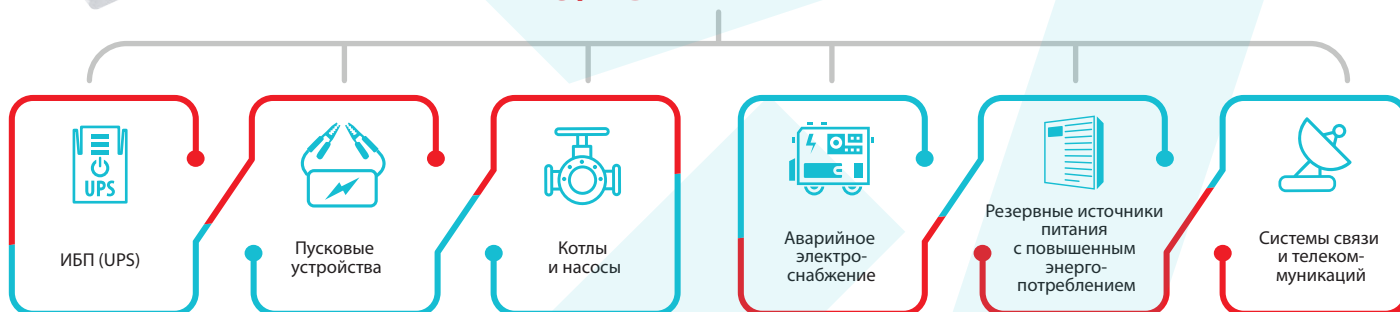 UPS
ИБП (UPS)
Пусковые
устройства
Котлы
и насосы
Аварийное
электро-
снабжение
Резервные источники
питания
с повышенным
энерго-
потреблением
Системы связи
и телеком-
муникаций